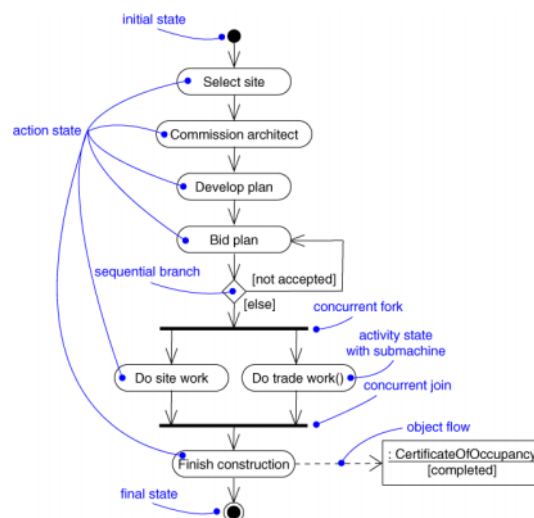 initial state
Select site
action state
Commission architect
Develop plan
Bid plan
sequential branch
[not accepted]
[else]
concurrent fork
activity state
with submachine
Do site work
Do trade work()
concurrent join
object flow
: CertificateOfOccupancy
[completed]
Finish construction
final state